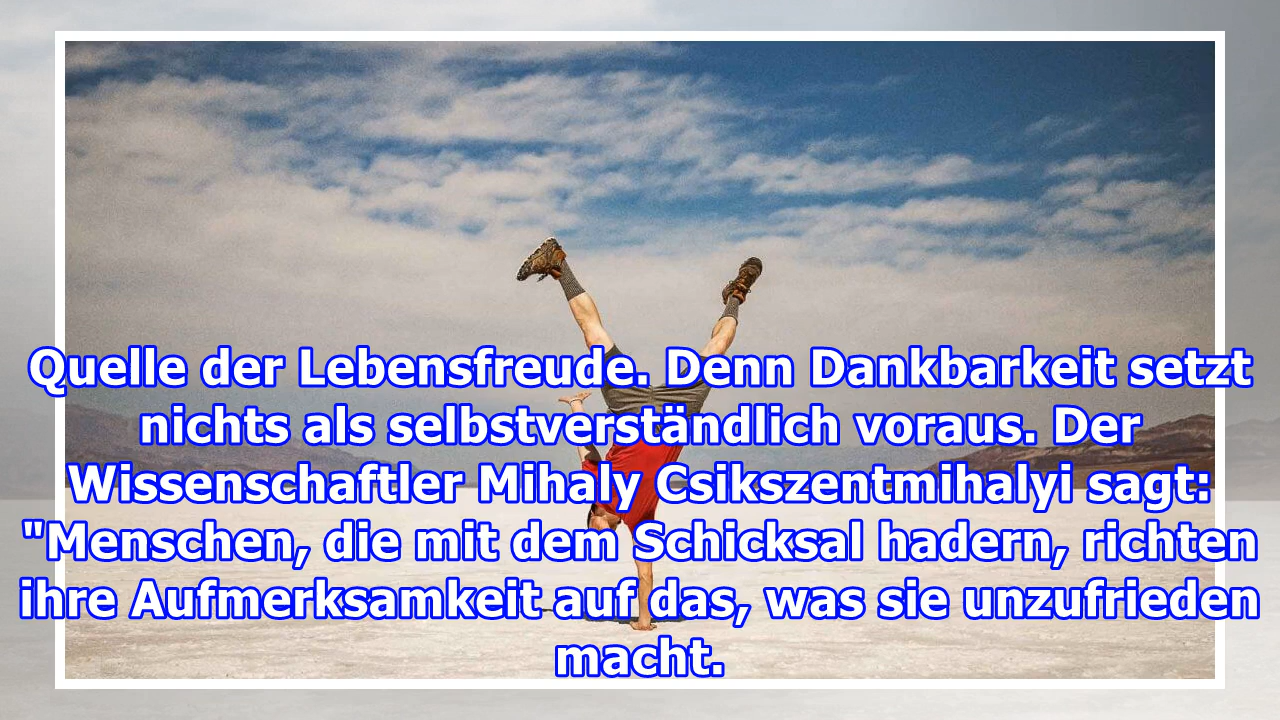 Quelle der Lebensfreude. Denn Dankbarkeit setzt
nichts als selbstverständlich voraus. Der
Wissenschaftler Mihaly Csikszentmihalyi sagt:
"Menschen, die mit dem Schicksal hadern, richten
ihre Aufmerksamkeit auf das, was sie unzufrieden
macht.